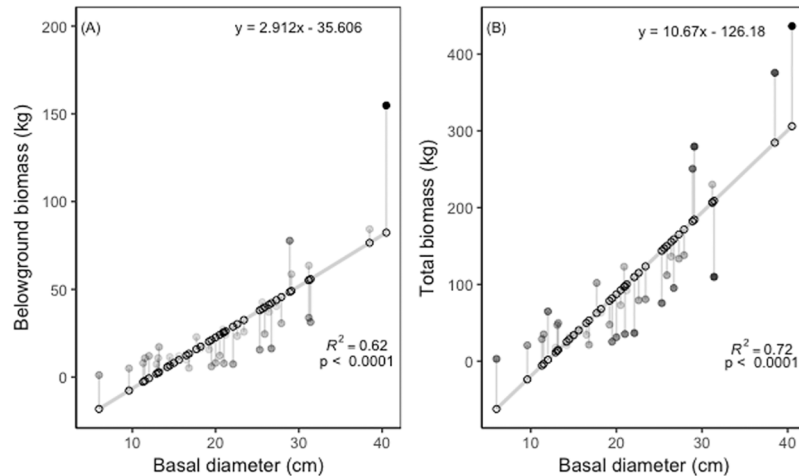 (A)
y = 2.912x - 35.606
200
150
100
50
0
Belowground biomass (kg)
R² = 0.62
p < 0.0001
10
20
30
40
Basal diameter (cm)
(B)
y = 10.67x - 126.18
400
300
200
100
0
Total biomass (kg)
R² = 0.72
p < 0.0001
10
20
30
40
Basal diameter (cm)